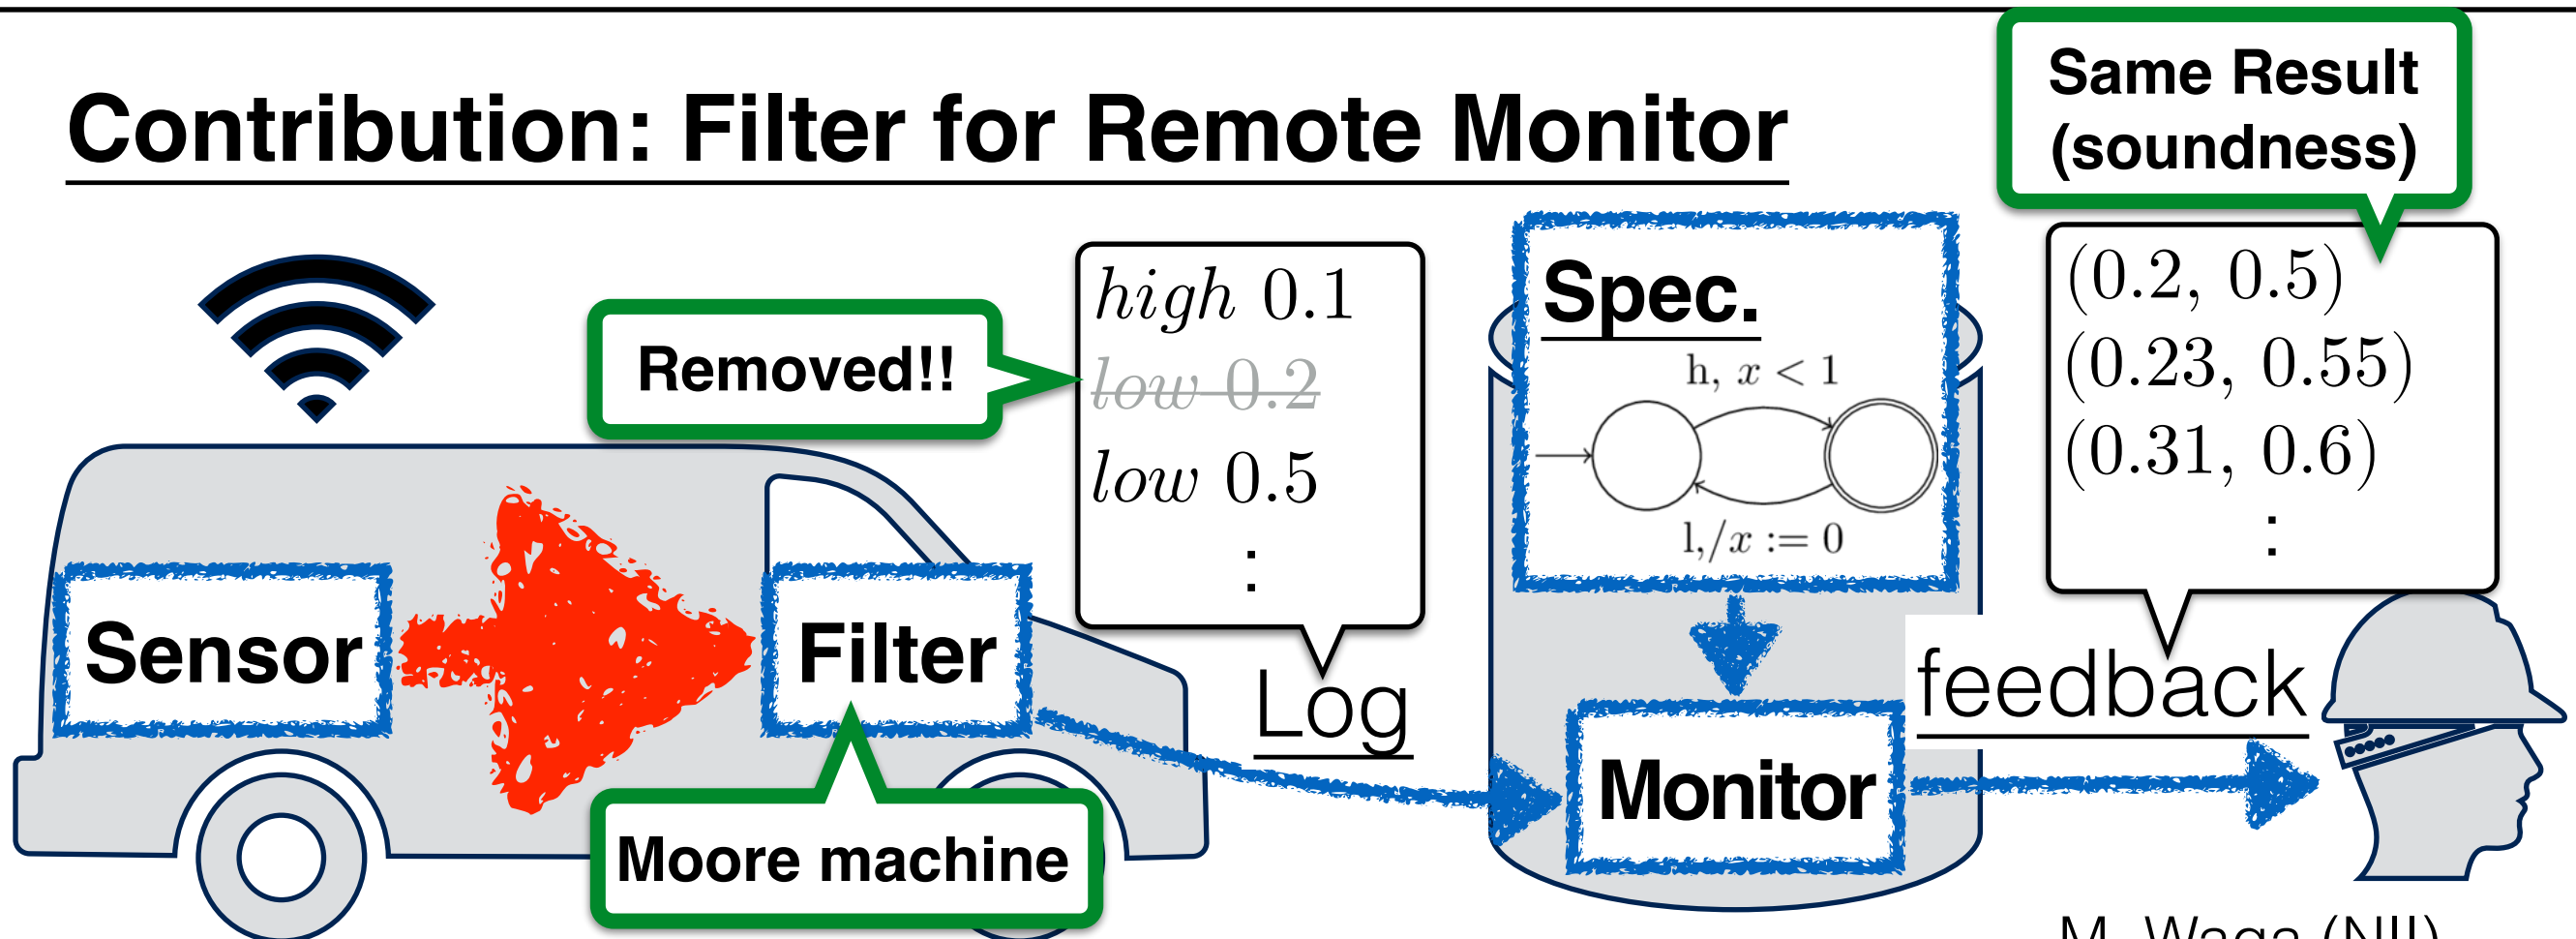 Contribution: Filter for Remote Monitor
Same Result
(soundness)
Removed!!
high 0.1
low 0.2
low 0.5
:
Spec.
h, x < 1
l,/x := 0
(0.2, 0.5)
(0.23, 0.55)
(0.31, 0.6)
:
Sensor
Filter
Log
feedback
Monitor
Moore machine
M. Waga (NII)